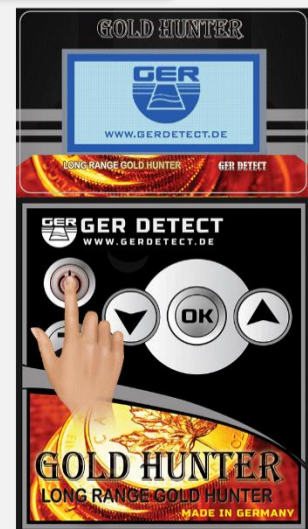 GOLD HUNTER
GER
WWW.GERDETECT.DE
LONG RANGE GOLD HUNTER GER DETECT
GER GER DETECT
WWW.GERDETECT.DE
OK
GOLD HUNTER
LONG RANGE GOLD HUNTER
MADE IN GERMANY